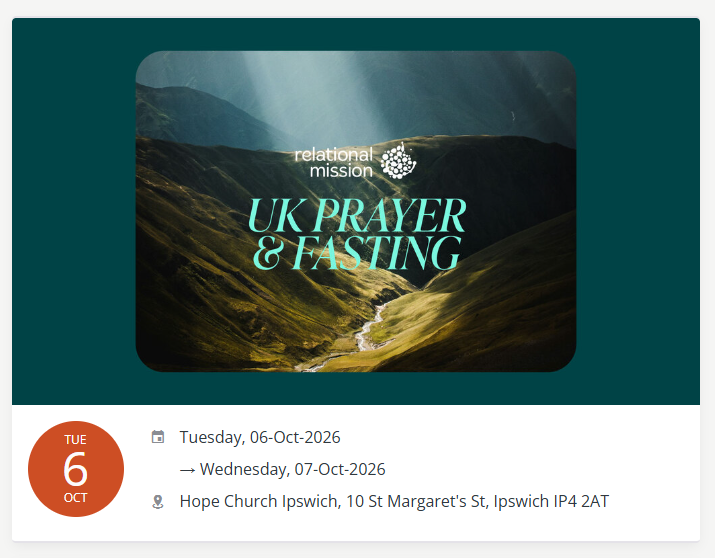 relational
mission
UK PRAYER
& FASTING
TUE
6
OCT
Tuesday, 06-Oct-2026
→ Wednesday, 07-Oct-2026
Hope Church Ipswich, 10 St Margaret's St, Ipswich IP4 2AT